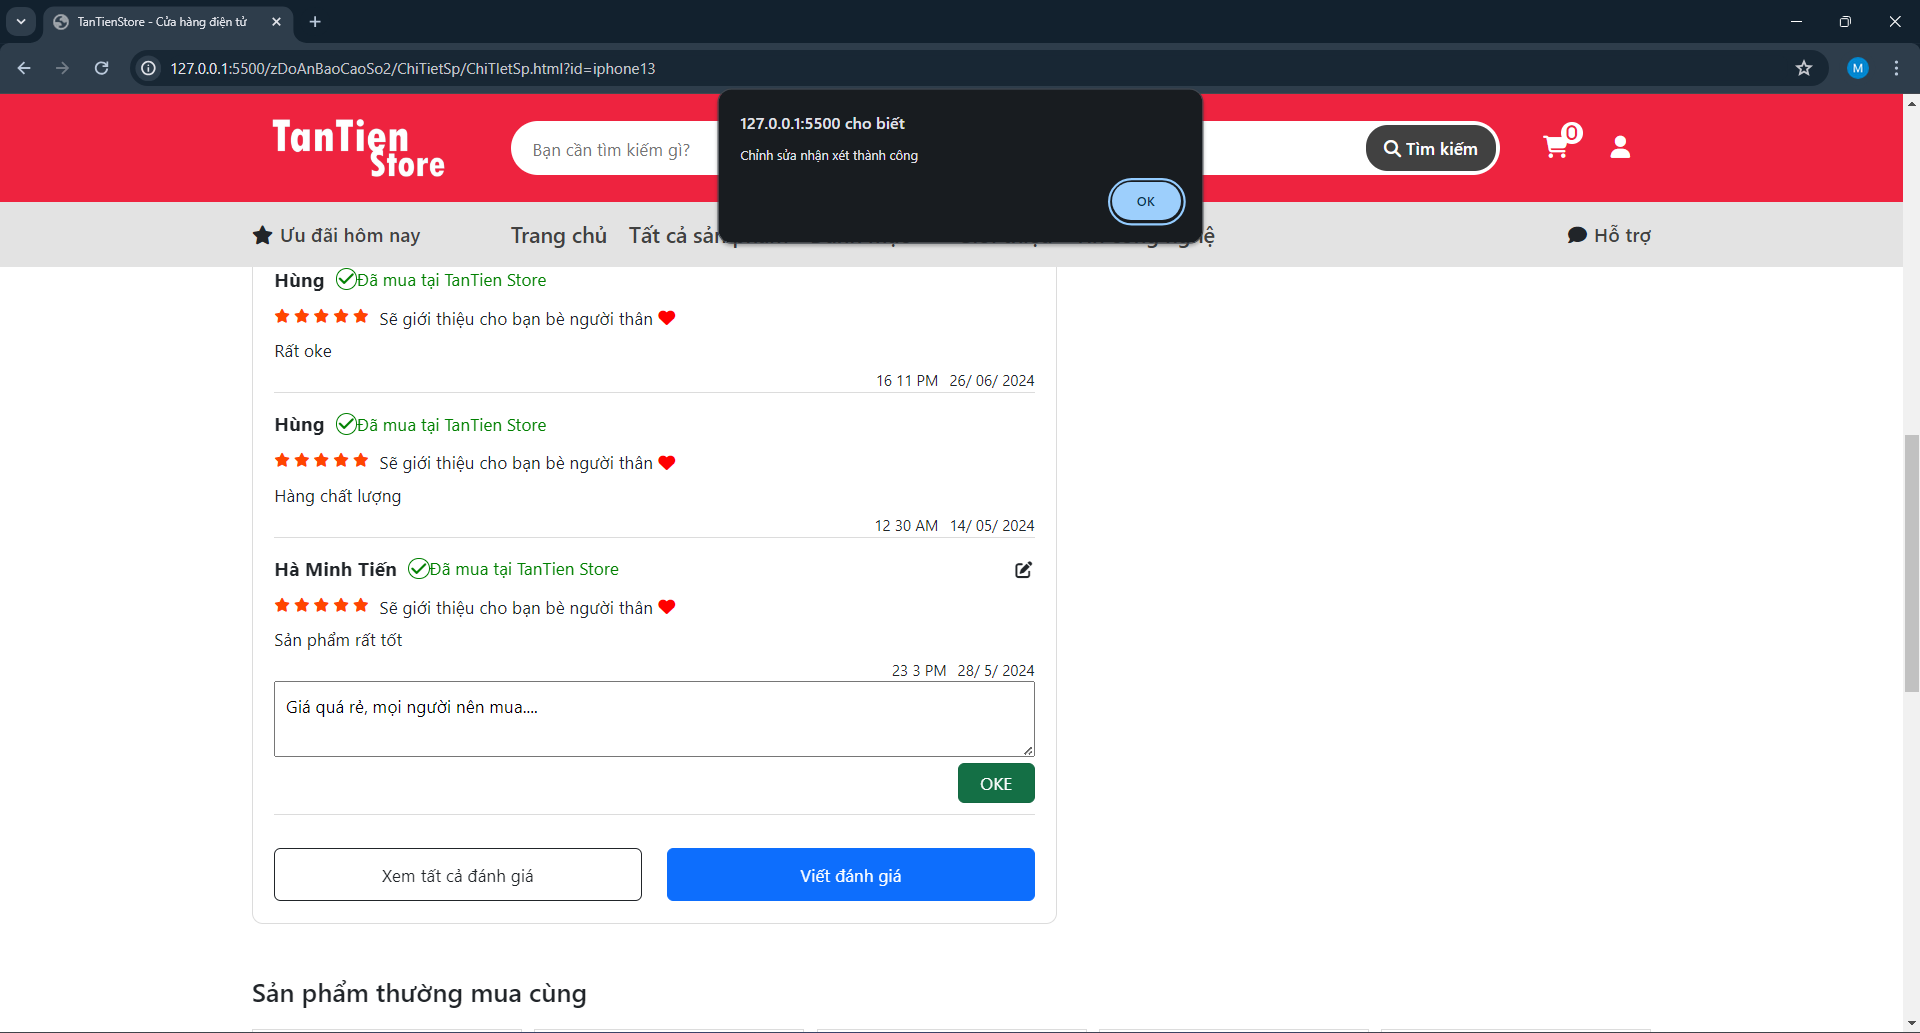 TanTienStore - Cửa hàng điện tử
127.0.0.1:5500/zDoAnBaoCaoSo2/ChiTietSp/ChiTIetSp.html?id=iphone13
M
127.0.0.1:5500 cho biết
Chỉnh sửa nhận xét thành công
OK
TanTien
Store
Bạn cần tìm kiếm gì?
Tìm kiếm
0
Ưu đãi hôm nay
Trang chủ
Tất cả sản
Hỗ trợ
Hùng Đã mua tại TanTien Store
Sẽ giới thiệu cho bạn bè người thân
Rất oke
16 11 PM 26/ 06/ 2024
Hùng Đã mua tại TanTien Store
Sẽ giới thiệu cho bạn bè người thân
Hàng chất lượng
12 30 AM 14/ 05/ 2024
Hà Minh Tiến Đã mua tại TanTien Store
Sẽ giới thiệu cho bạn bè người thân
Sản phẩm rất tốt
23 3 PM 28/ 5/ 2024
Giá quá rẻ, mọi người nên mua....
OKE
Xem tất cả đánh giá
Viết đánh giá
Sản phẩm thường mua cùng